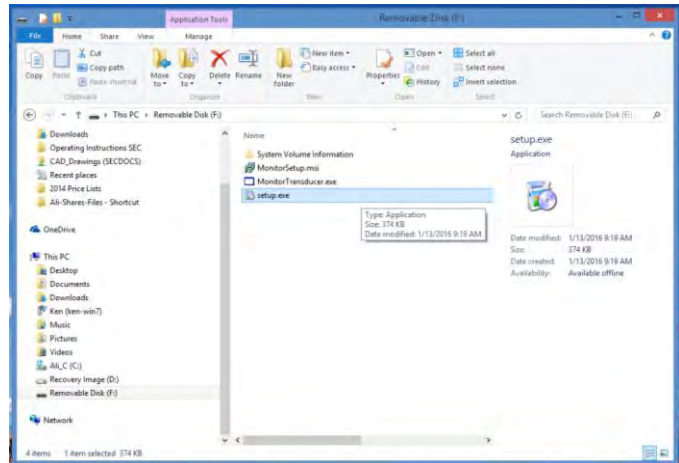 Application Tools
Removable Disk (F:)
File Home Share View Manage
Copy
Paste
Cut
Copy path
Paste shortcut
Move to
Copy to
Delete
Rename
New folder
New item
Easy access
Properties
Open
Edit
History
Select all
Select none
Invert selection
Clipboard
Organize
New
Open
Select
This PC Removable Disk (F:)
Search Removable Disk (F:)
Downloads
Operating Instructions SEC
CAD_Drawings (SECDOCS)
Recent places
2014 Price Lists
Ali-Shares-Files - Shortcut
OneDrive
This PC
Desktop
Documents
Downloads
Ken (ken-win7)
Music
Pictures
Videos
Ali_C (C:)
Recovery Image (D:)
Removable Disk (F:)
Network
Name
System Volume Information
MonitorSetup.msi
MonitorTransducer.exe
setup.exe
Type: Application
Size: 374 KB
Date modified: 1/13/2016 9:19 AM
setup.exe
Application
Date modified: 1/13/2016 9:19 AM
Size: 374 KB
Date created: 1/13/2016 9:19 AM
Availability: Available offline
4 items 1 item selected 374 KB